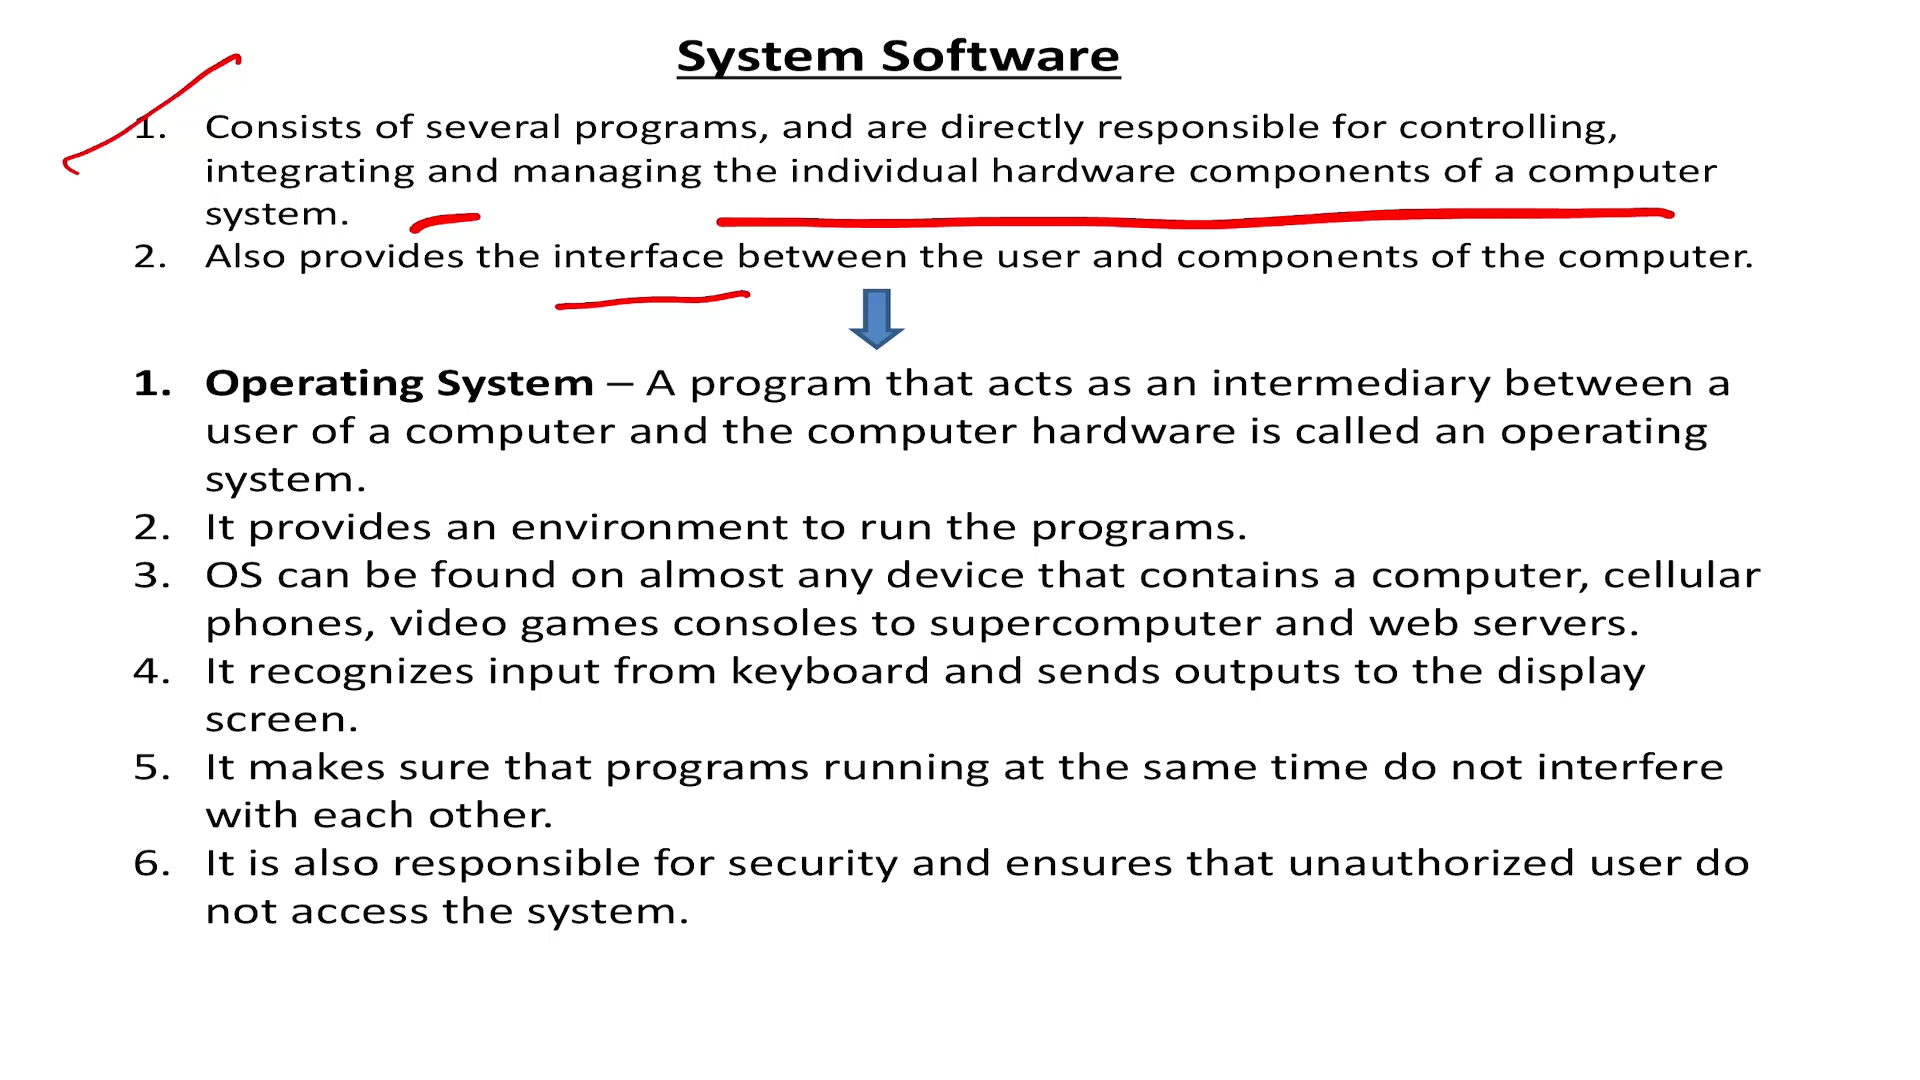 System Software
1. Consists of several programs, and are directly responsible for controlling,
integrating and managing the individual hardware components of a computer
system.
2. Also provides the interface between the user and components of the computer.
1. Operating System – A program that acts as an intermediary between a
user of a computer and the computer hardware is called an operating
system.
2. It provides an environment to run the programs.
3. OS can be found on almost any device that contains a computer, cellular
phones, video games consoles to supercomputer and web servers.
4. It recognizes input from keyboard and sends outputs to the display
screen.
5. It makes sure that programs running at the same time do not interfere
with each other.
6. It is also responsible for security and ensures that unauthorized user do
not access the system.